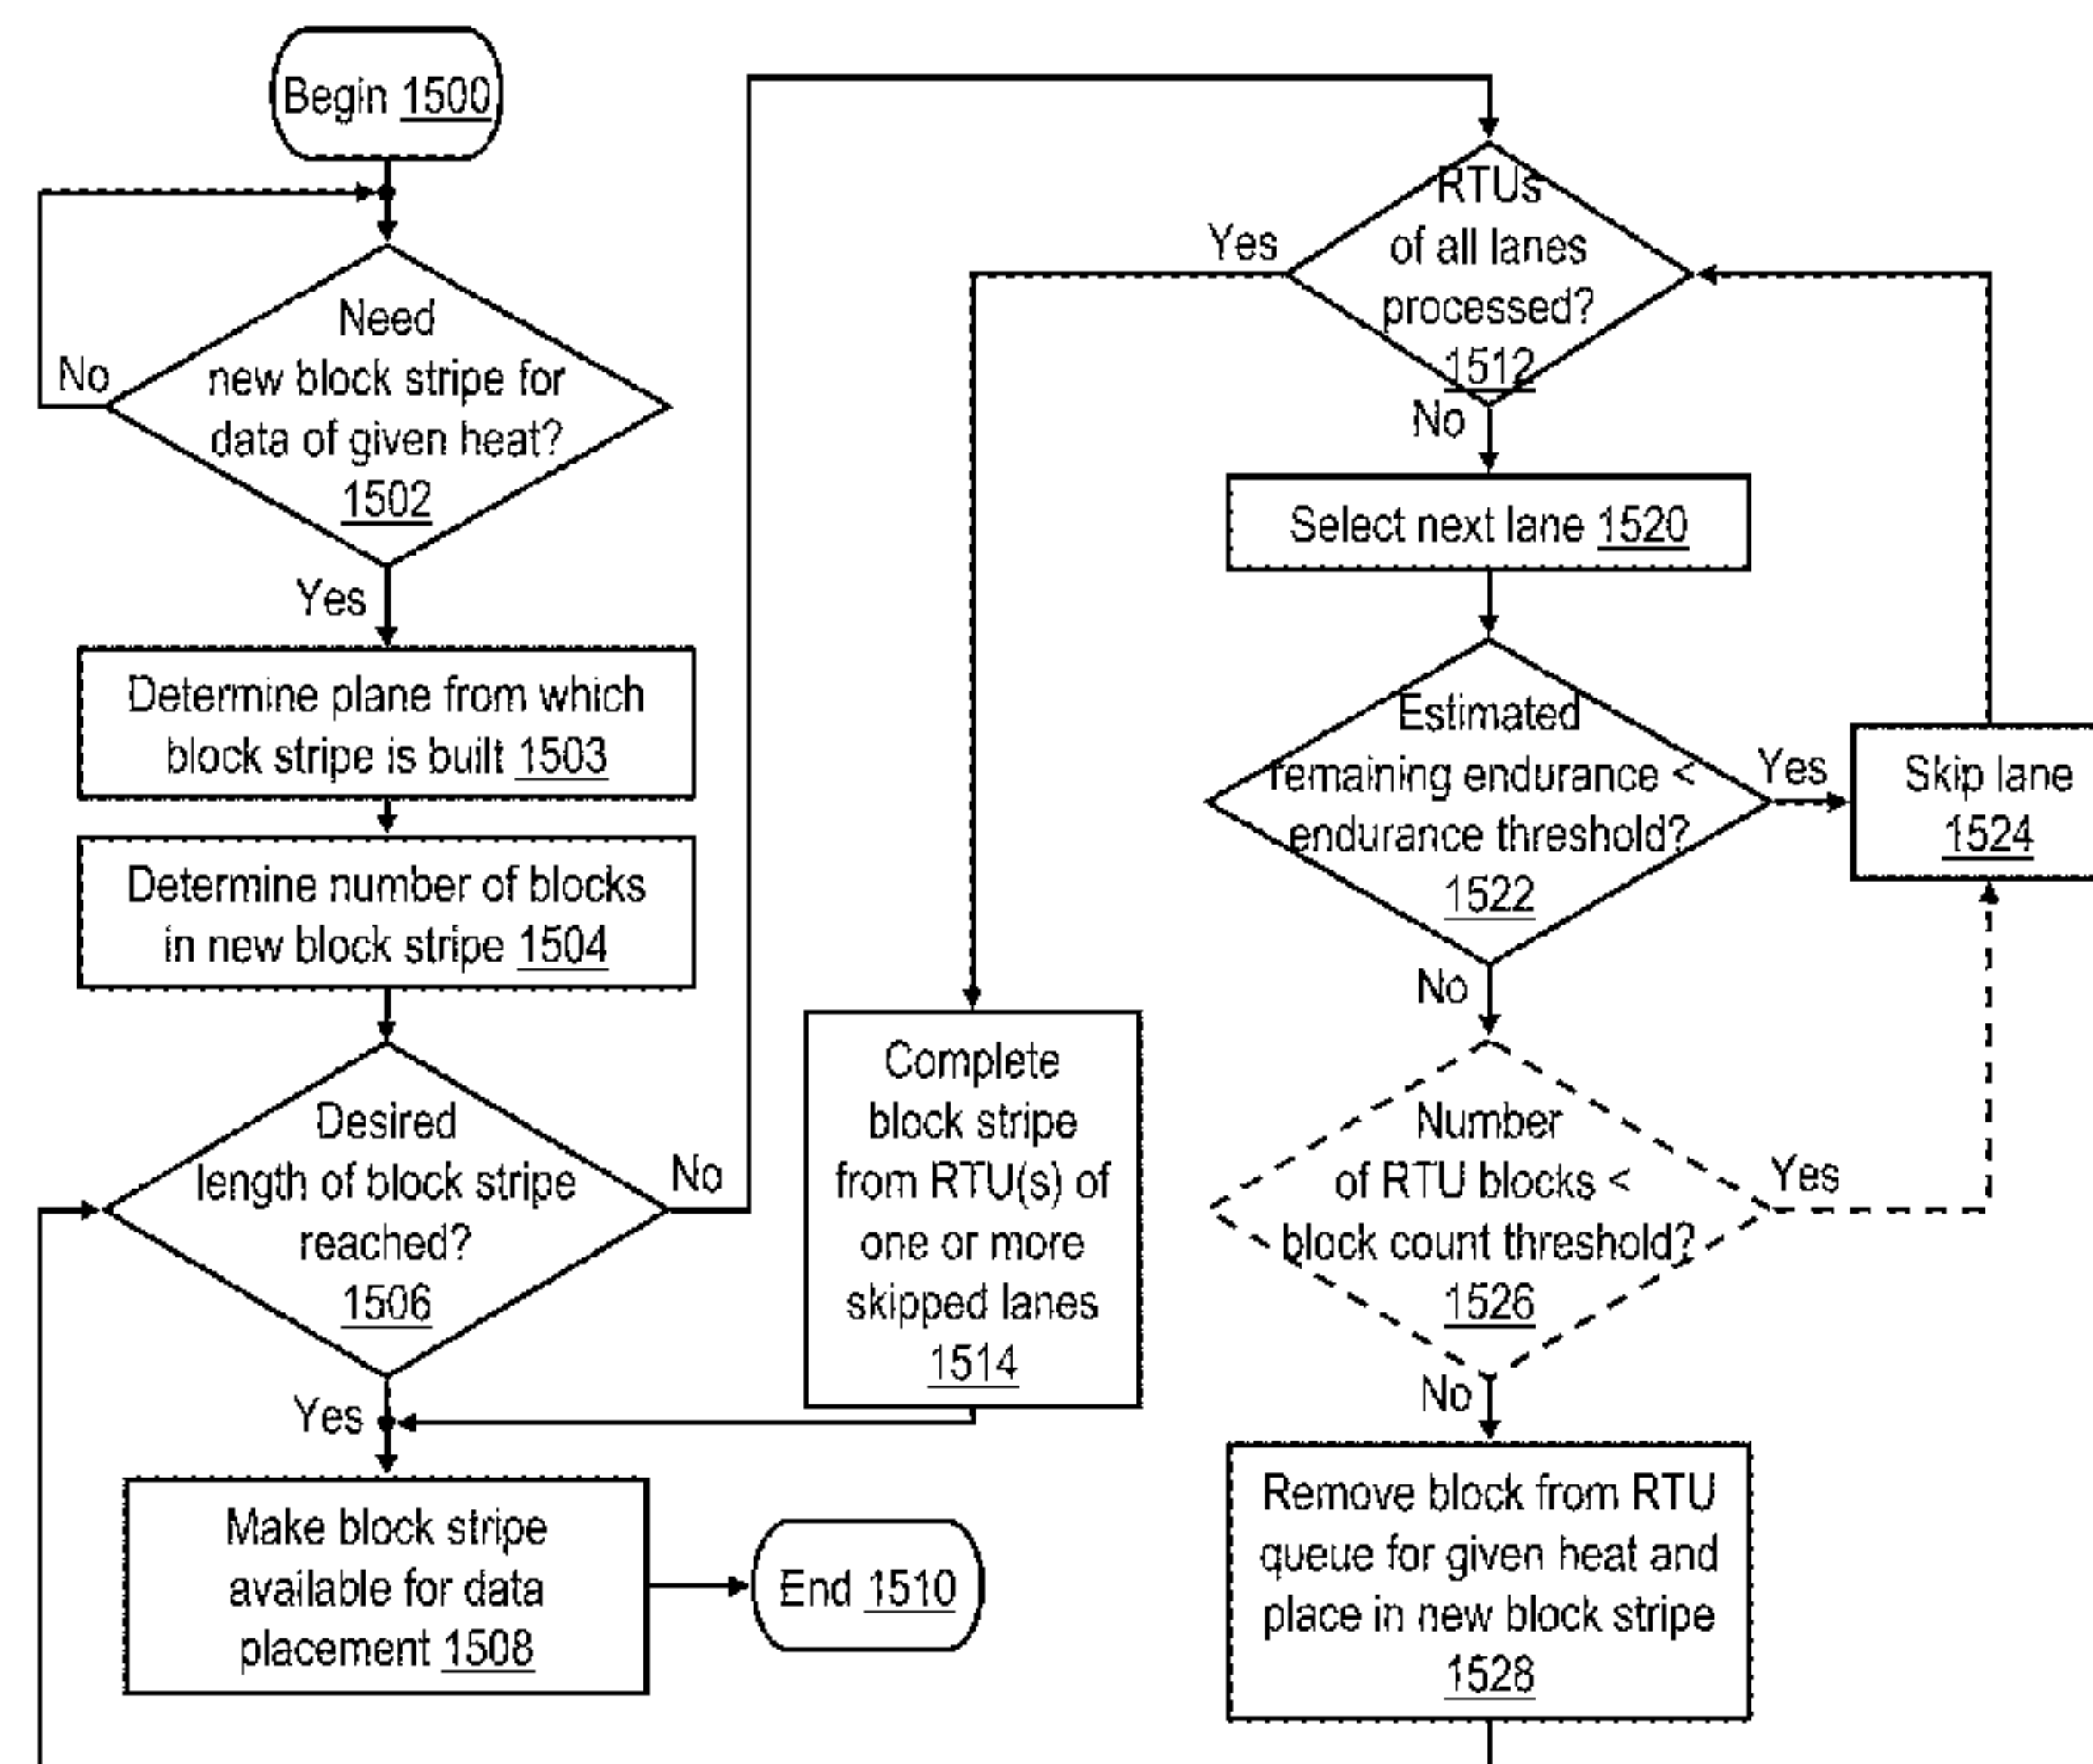 Begin 1500
Need
new block stripe for
data of given heat?
1502
No
Yes
Determine plane from which
block stripe is built 1503
Determine number of blocks
in new block stripe 1504
Desired
length of block stripe
reached?
1506
No
Yes
Make block stripe
available for data
placement 1508
End 1510
Complete
block stripe
from RTU(s) of
one or more
skipped lanes
1514
RTUs
of all lanes
processed?
1512
Yes
No
Select next lane 1520
Estimated
remaining endurance <
endurance threshold?
1522
Yes
Skip lane
1524
No
Number
of RTU blocks <
block count threshold?
1526
Yes
No
Remove block from RTU
queue for given heat and
place in new block stripe
1528